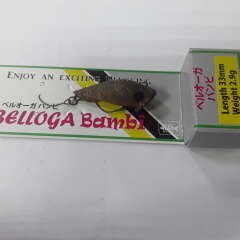 ENJOY AN EXCITING
ベルオーガ バンビ
BELLOGA Bambi
ベルオーガ
バンビ
Length 33mm
Weight 2.9g